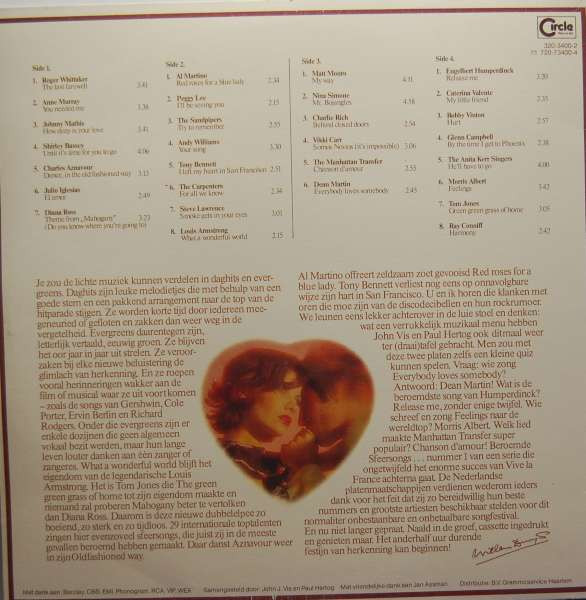 Circle
320-3400-2
75 720-73400-4
Side 1.
1. Roger Whittaker
The last farewell 3.41
2. Anne Murray
You needed me 3.38
3. Johnny Mathis
How deep is your love 3.41
4. Shirley Bassey
Until it's time for you to go 4.06
5. Charles Aznavour
Dance, in the old fashioned way 3.13
6. Julio Iglesias
El amor 2.49
7. Diana Ross
Theme from „Mahogany" 3.23
(Do you know where you're going to)
Side 2.
1. Al Martino
Red roses for a blue lady 2.34
2. Peggy Lee
I'll be seeing you 2.15
3. The Sandpipers
Try to remember 2.55
4. Andy Williams
Your song 3.30
5. Tony Bennett
I left my heart in San Fransisco 2.51
6. The Carpenters
For all we know 2.34
7. Steve Lawrence
Smoke gets in your eyes 3.01
8. Louis Armstrong
What a wonderful world 2.15
Side 3.
1. Matt Monro
My way 4.31
2. Nina Simone
Mr. Bojangles 4.58
3. Charlie Rich
Behind closed doors 2.54
4. Vikki Carr
Somos Novios (it's impossible) 3.06
5. The Manhattan Transfer
Chanson d'amour 2.55
6. Dean Martin
Everybody loves somebody 2.45
Side 4.
1. Engelbert Humperdinck
Release me 3.20
2. Caterina Valente
My little friend 2.35
3. Bobby Vinton
Hurt 2.57
4. Glenn Campbell
By the time I get to Phoenix 2.38
5. The Anita Kerr Singers
He'll have to go 4.00
6. Morris Albert
Feelings 3.42
7. Tom Jones
Green green grass of home 3.05
8. Ray Conniff
Harmony 2.42
Je zou de lichte muziek kunnen verdelen in daghits en ever-
greens. Daghits zijn leuke melodietjes die met behulp van een
goede stem en een pakkend arrangement naar de top van de
hitparade stijgen. Ze worden korte tijd door iedereen mee-
geneuried of gefloten en zakken dan weer weg in de
vergetelheid. Evergreens daarentegen zijn,
letterlijk vertaald, eeuwig groen. Ze blijven
het oor jaar in jaar uit strelen. Ze veroor-
zaken bij elke nieuwe beluistering de
glimlach van herkenning. En ze roepen
vooral herinneringen wakker aan de
film of musical waar ze uit voortkomen
– zoals de songs van Gershwin, Cole
Porter, Ervin Berlin en Richard
Rodgers. Onder die evergreens zijn er
enkele dozijnen die geen algemeen
vokaal bezit werden, maar hun lange
leven louter danken aan één zanger of
zangeres. What a wonderful world blijft het
eigendom van de legendarische Louis
Armstrong. Het is Tom Jones die The green
green grass of home tot zijn eigendom maakte en
niemand zal proberen Mahogany beter te vertolken
dan Diana Ross. Daarom is deze nieuwe dubbelelpee zo
boeiend, zo sterk en zo tijdloos. 29 internationale toptalenten
zingen hier evenzoveel sfeersongs, die juist zij in de meeste
gevallen beroemd hebben gemaakt. Daar danst Aznavour weer
in zijn Oldfashioned way.
Al Martino offreert zeldzaam zoet gevooisd Red roses for a
blue lady. Tony Bennett verliest nog eens op onnavolgbare
wijze zijn hart in San Francisco. U en ik horen die klanken met
oren die moe zijn van de discodecibellen en hun rockrumoer.
We leunen eens lekker achterover in de luie stoel en denken:
wat een verrukkelijk muzikaal menu hebben
John Vis en Paul Hertog ook ditmaal weer
ter (draai)tafel gebracht. Men zou met
deze twee platen zelfs een kleine quiz
kunnen spelen, Vraag: wie zong
Everybody loves somebody?
Antwoord: Dean Martin! Wat is de
beroemdste song van Humperdinck?
Release me, zonder enige twijfel. Wie
schreef en zong Feelings naar de
wereldtop? Morris Albert. Welk lied
maakte Manhattan Transfer super
populair? Chanson d'amour! Beroemde
Sfeersongs... nummer 1 van een serie die
ongetwijfeld het enorme succes van Vive la
France achterna gaat. De Nederlandse
platenmaatschappijen verdienen wederom ieders
dank voor het feit dat zij zo bereidwillig hun beste
nummers en grootste artiesten beschikbaar stelden voor dit
normaliter onbestaanbare en onbetaalbare songfestival.
En nu niet langer gepraat. Naald in de groef, cassette ingedrukt
en genieten maar. Het anderhalf uur durende
festijn van herkenning kan beginnen!
Met dank aan: Barclay, CBS, EMI, Phonogram, RCA, VIP, WEA. Samengesteld door: John J. Vis en Paul Hertog Met vriendelijke dank aan Jan Aasman. Distributie: B.V. Grammoservice Haarlem